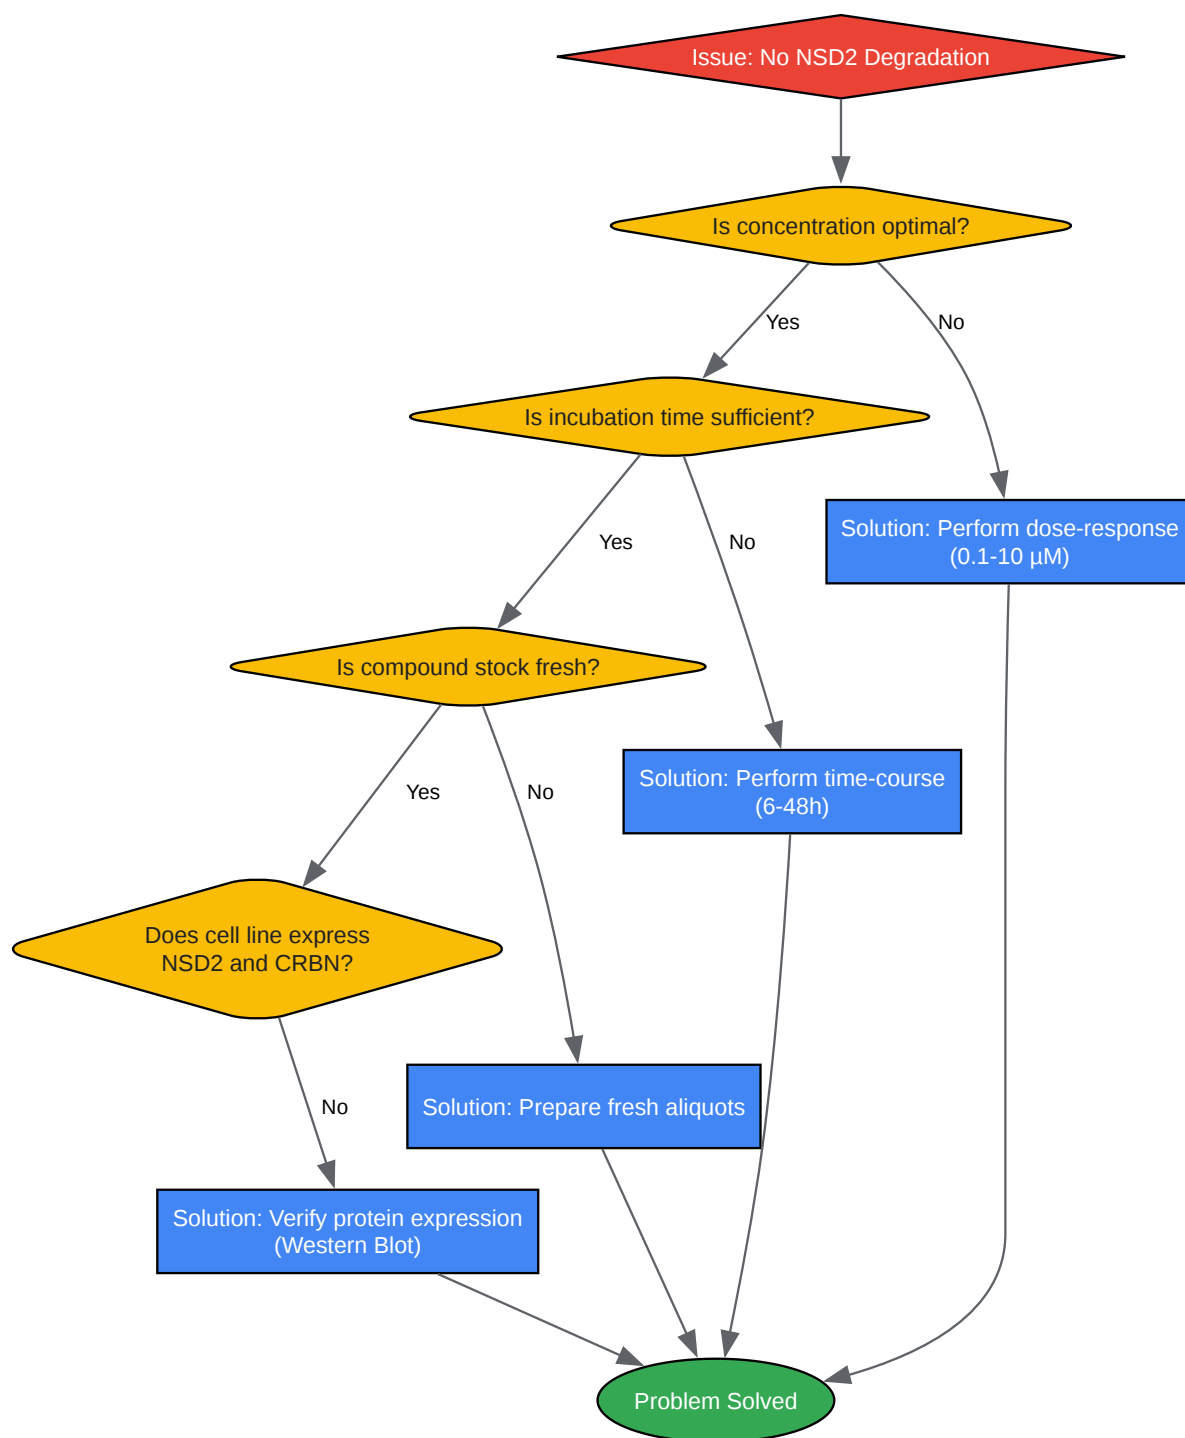 Issue: No NSD2 Degradation
Is concentration optimal?
Yes
No
Is incubation time sufficient?
Solution: Perform dose-response
(0.1-10 µM)
Yes
No
Is compound stock fresh?
Solution: Perform time-course
(6-48h)
Yes
No
Does cell line express
NSD2 and CRBN?
No
Solution: Prepare fresh aliquots
Solution: Verify protein expression
(Western Blot)
Problem Solved